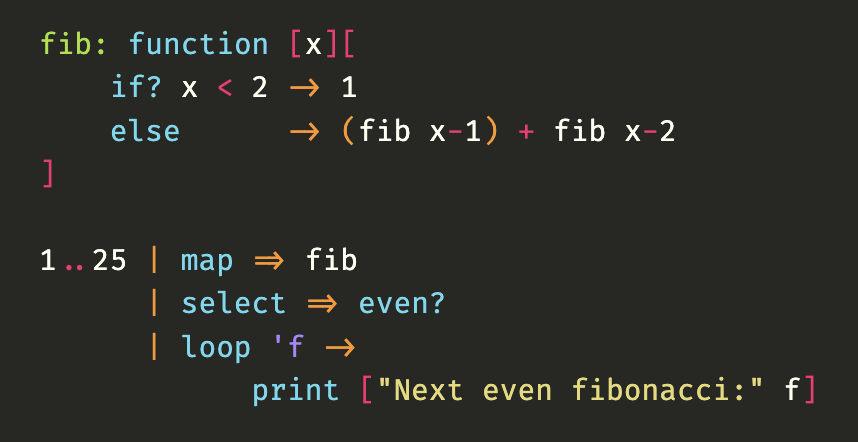 fib: function [x][
    if? x < 2 -> 1
    else      -> (fib x-1) + fib x-2
]

1..25 | map => fib
      | select => even?
      | loop 'f ->
            print ["Next even fibonacci:" f]